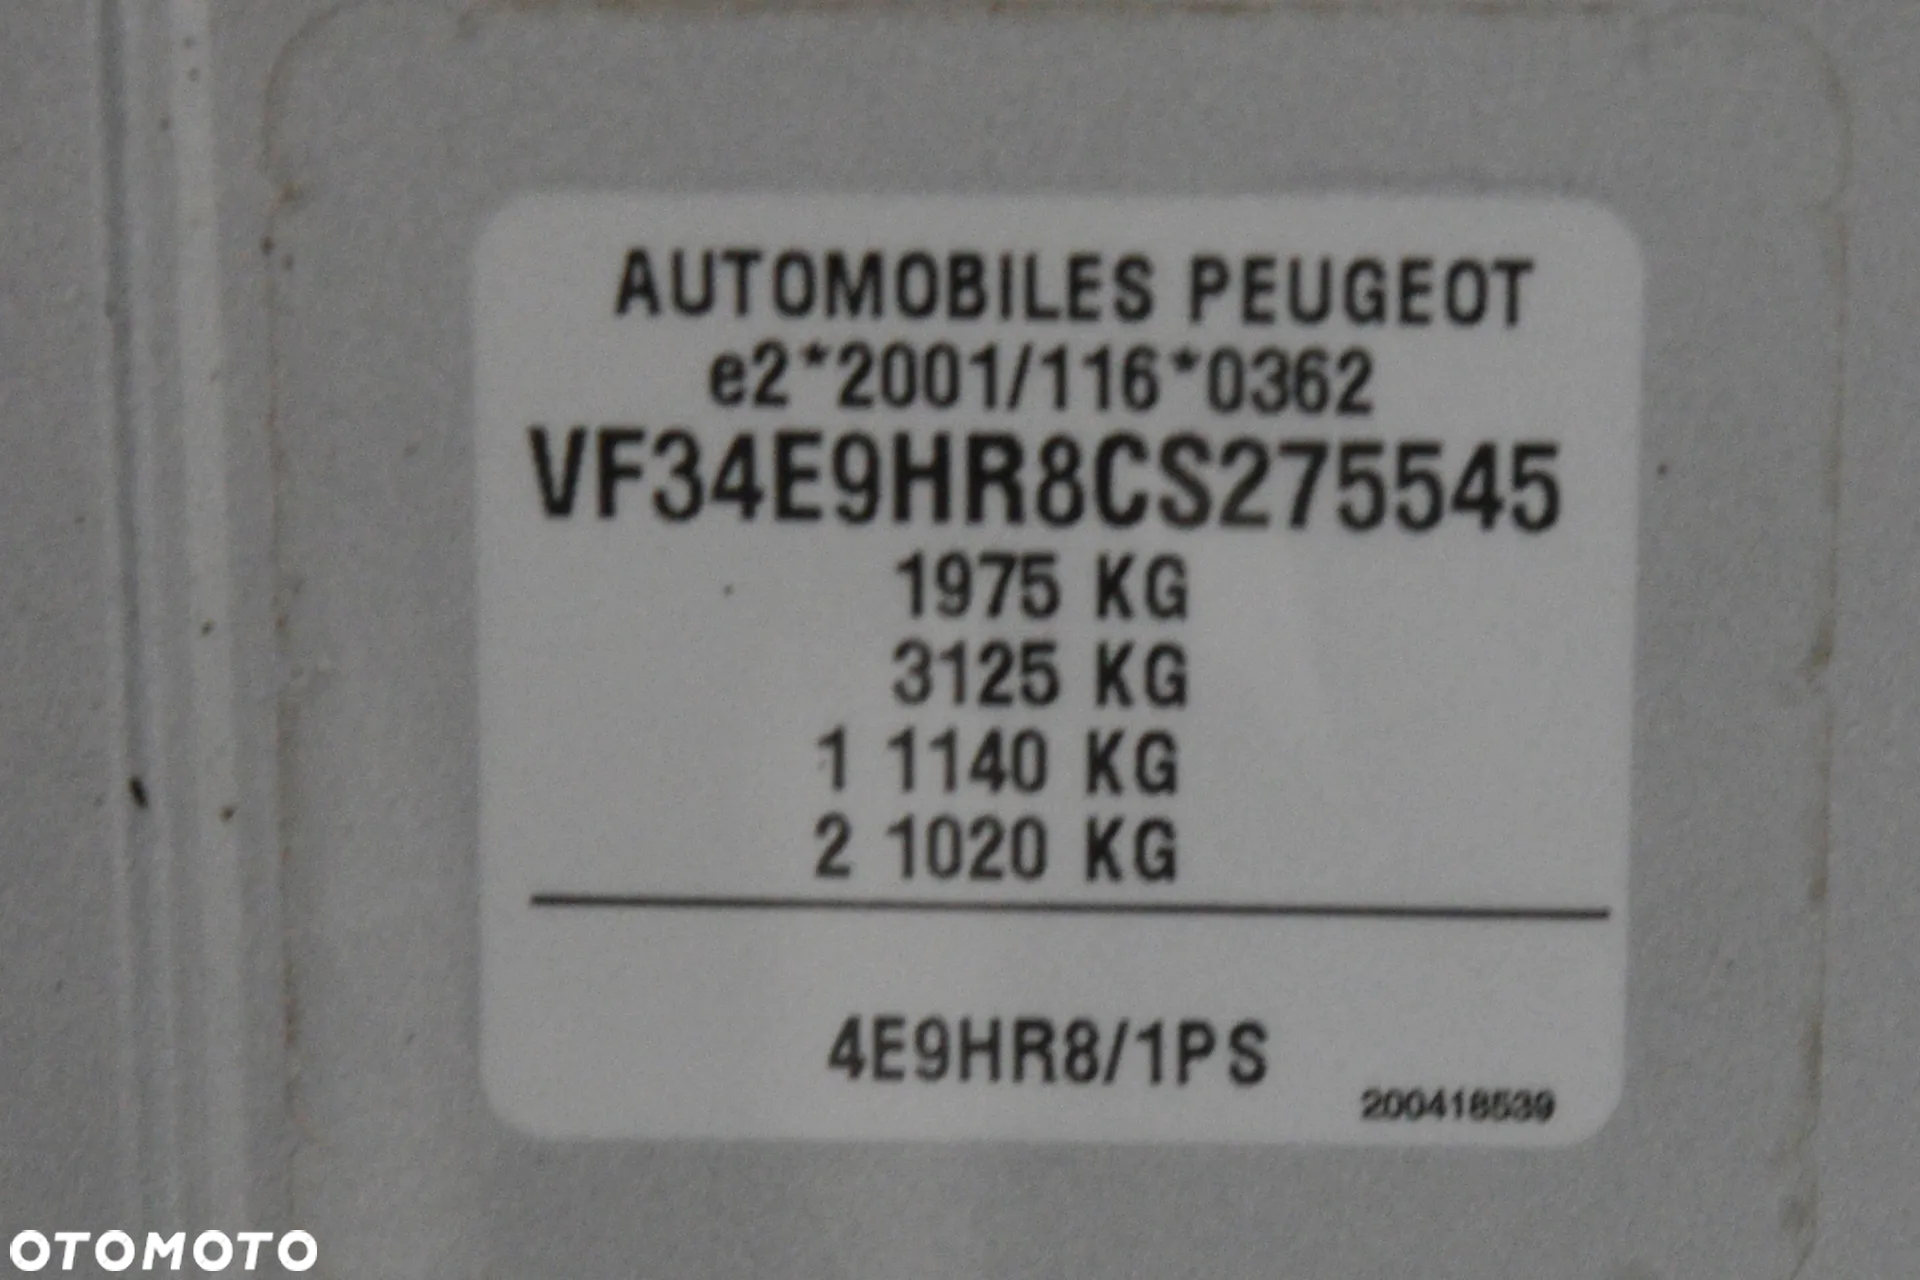 AUTOMOBILES PEUGEOT
e2*2001/116*0362
VF34E9HR8CS275545
1975 KG
3125 KG
1 1140 KG
2 1020 KG
4E9HR8/1PS
200418539
OTOMOTO